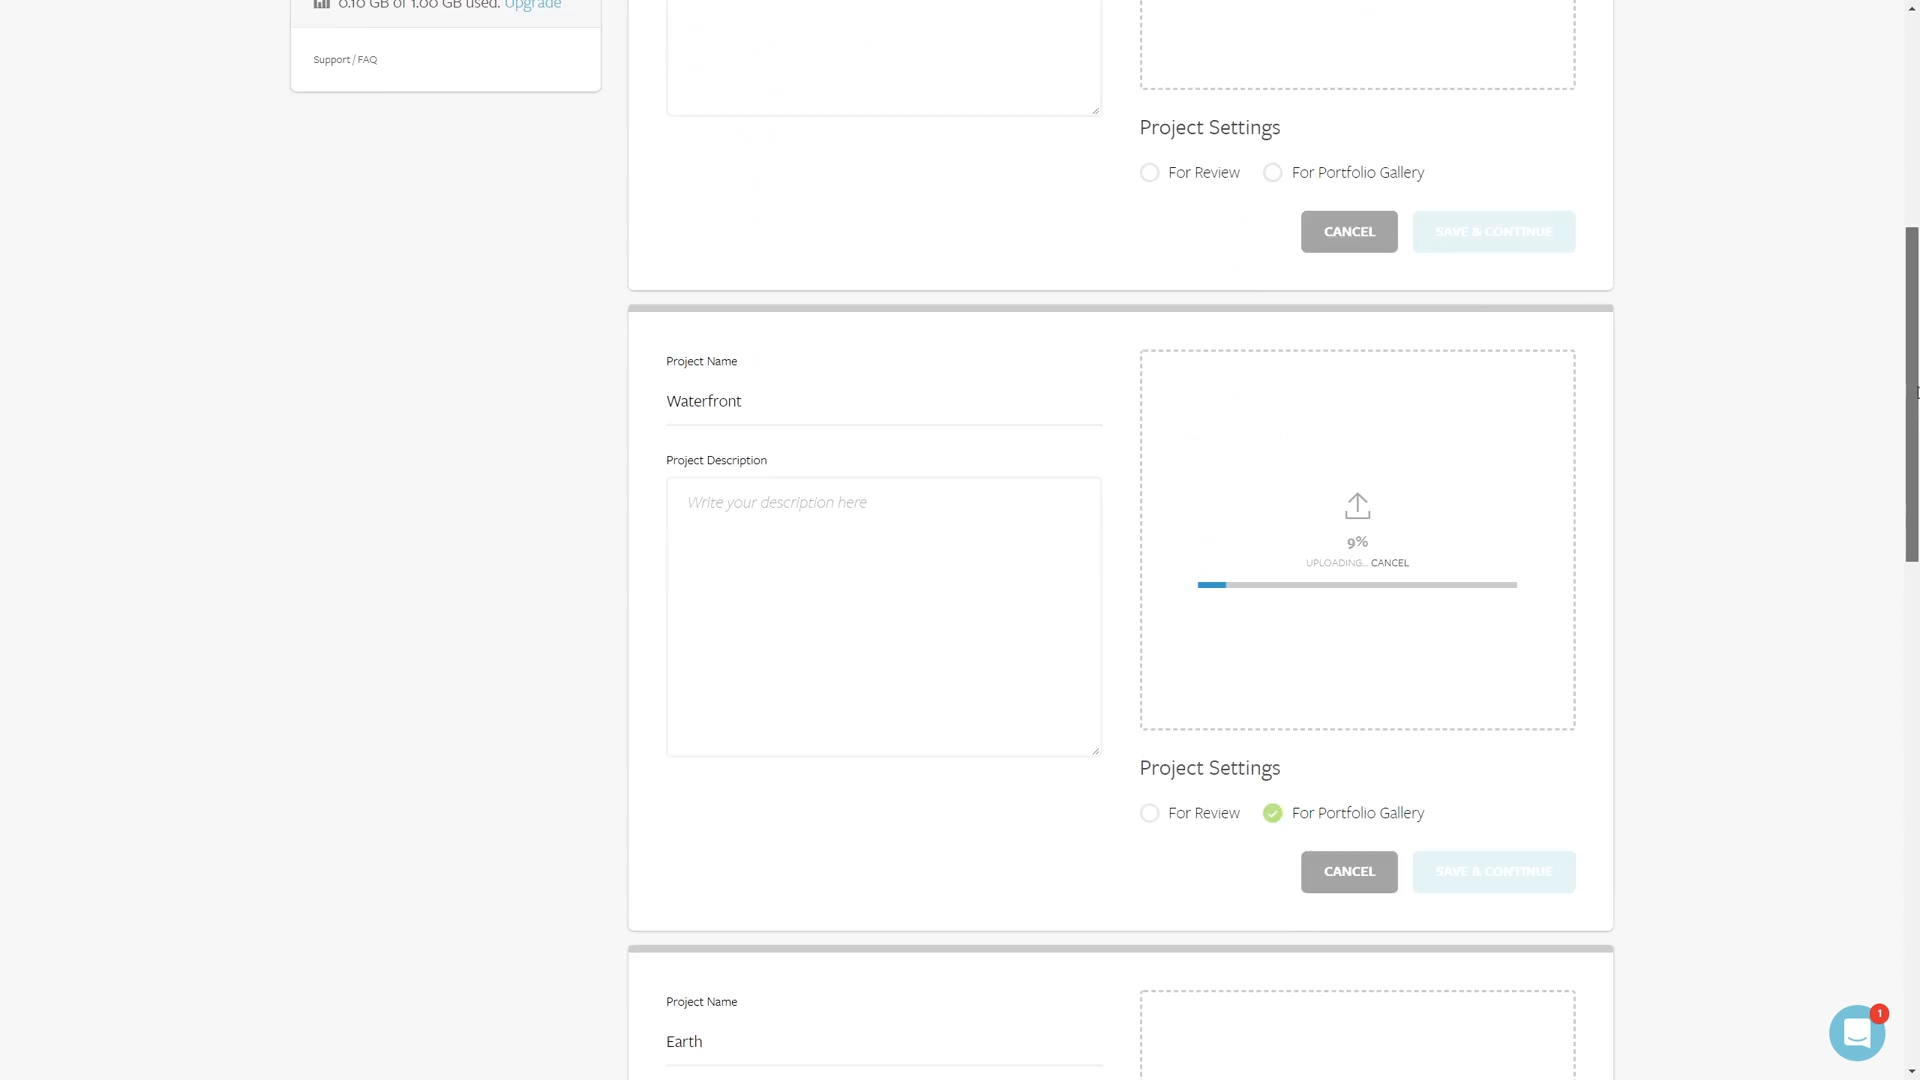 0.10 GB of 1.00 GB used. Upgrade
Support / FAQ
Project Settings
For Review
For Portfolio Gallery
CANCEL
SAVE & CONTINUE
Project Name
Waterfront
Project Description
Write your description here
9%
UPLOADING... CANCEL
Project Settings
For Review
For Portfolio Gallery
CANCEL
SAVE & CONTINUE
Project Name
Earth
1